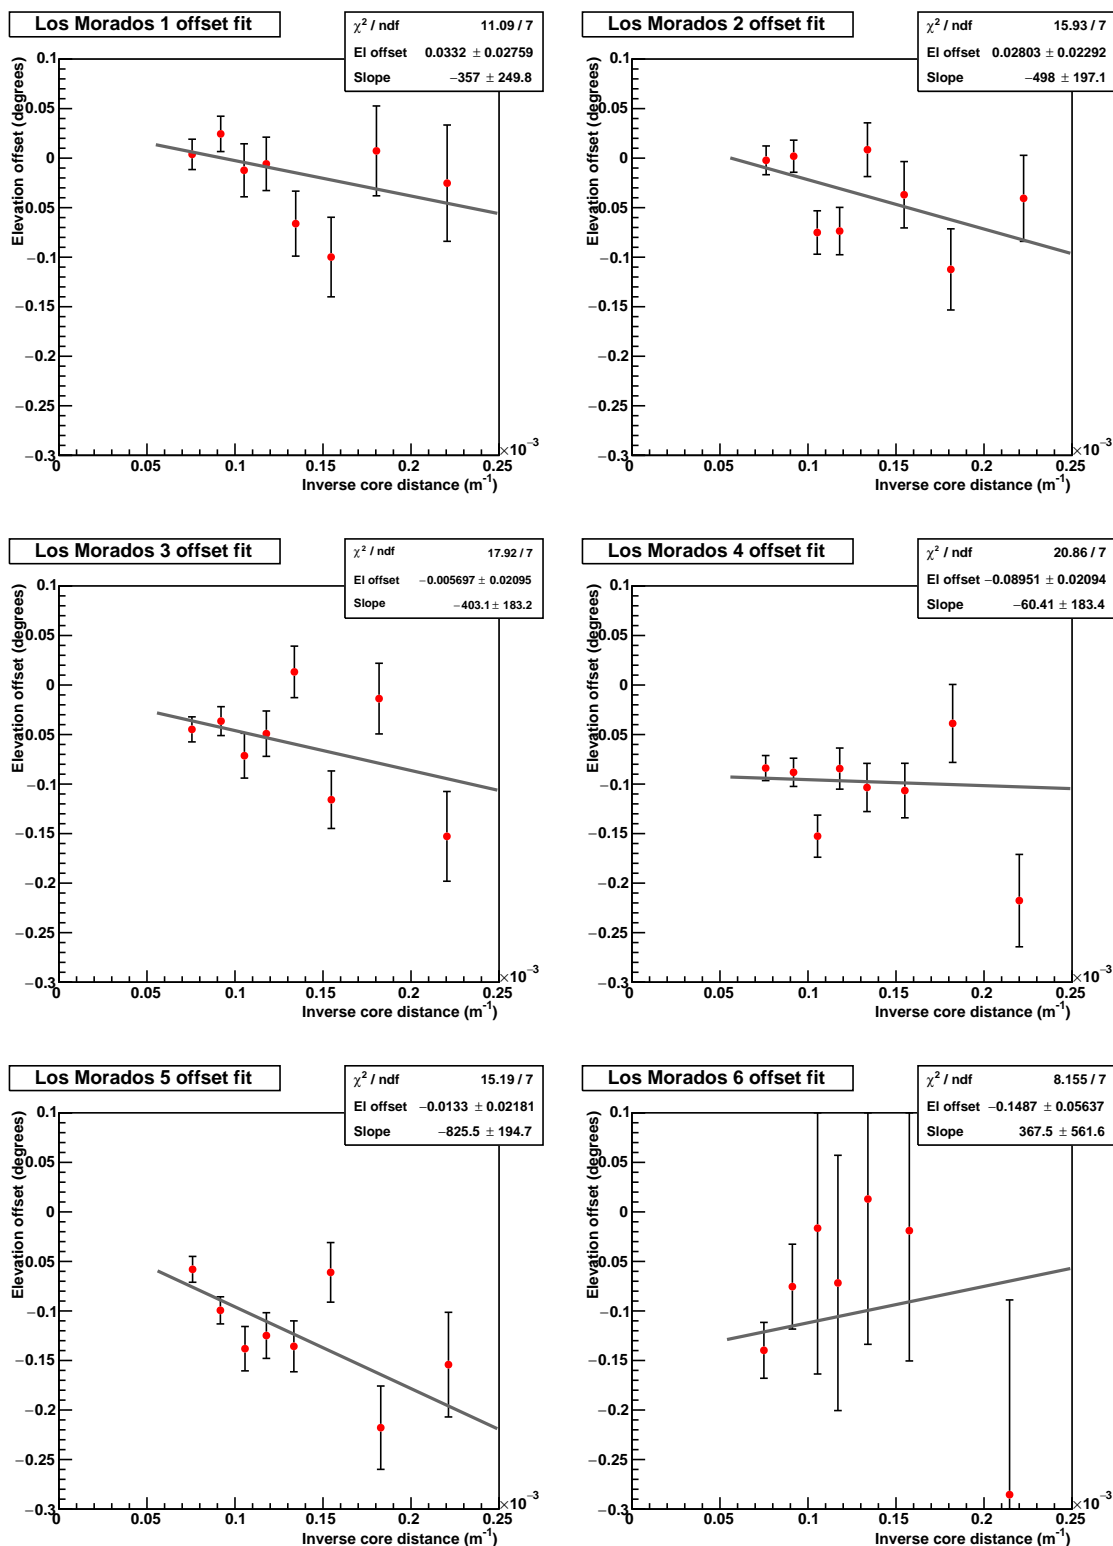 Los Morados 1 offset fit
χ² / ndf 11.09 / 7
El offset 0.0332 ± 0.02759
Slope −357 ± 249.8
Elevation offset (degrees)
0.1
0.05
0
−0.05
−0.1
−0.15
−0.2
−0.25
−0.3
0 0.05 0.1 0.15 0.2 0.25
×10⁻³
Inverse core distance (m⁻¹)
Los Morados 2 offset fit
χ² / ndf 15.93 / 7
El offset 0.02803 ± 0.02292
Slope −498 ± 197.1
Elevation offset (degrees)
0.1
0.05
0
−0.05
−0.1
−0.15
−0.2
−0.25
−0.3
0 0.05 0.1 0.15 0.2 0.25
×10⁻³
Inverse core distance (m⁻¹)
Los Morados 3 offset fit
χ² / ndf 17.92 / 7
El offset −0.005697 ± 0.02095
Slope −403.1 ± 183.2
Elevation offset (degrees)
0.1
0.05
0
−0.05
−0.1
−0.15
−0.2
−0.25
−0.3
0 0.05 0.1 0.15 0.2 0.25
×10⁻³
Inverse core distance (m⁻¹)
Los Morados 4 offset fit
χ² / ndf 20.86 / 7
El offset −0.08951 ± 0.02094
Slope −60.41 ± 183.4
Elevation offset (degrees)
0.1
0.05
0
−0.05
−0.1
−0.15
−0.2
−0.25
−0.3
0 0.05 0.1 0.15 0.2 0.25
×10⁻³
Inverse core distance (m⁻¹)
Los Morados 5 offset fit
χ² / ndf 15.19 / 7
El offset −0.0133 ± 0.02181
Slope −825.5 ± 194.7
Elevation offset (degrees)
0.1
0.05
0
−0.05
−0.1
−0.15
−0.2
−0.25
−0.3
0 0.05 0.1 0.15 0.2 0.25
×10⁻³
Inverse core distance (m⁻¹)
Los Morados 6 offset fit
χ² / ndf 8.155 / 7
El offset −0.1487 ± 0.05637
Slope 367.5 ± 561.6
Elevation offset (degrees)
0.1
0.05
0
−0.05
−0.1
−0.15
−0.2
−0.25
−0.3
0 0.05 0.1 0.15 0.2 0.25
×10⁻³
Inverse core distance (m⁻¹)